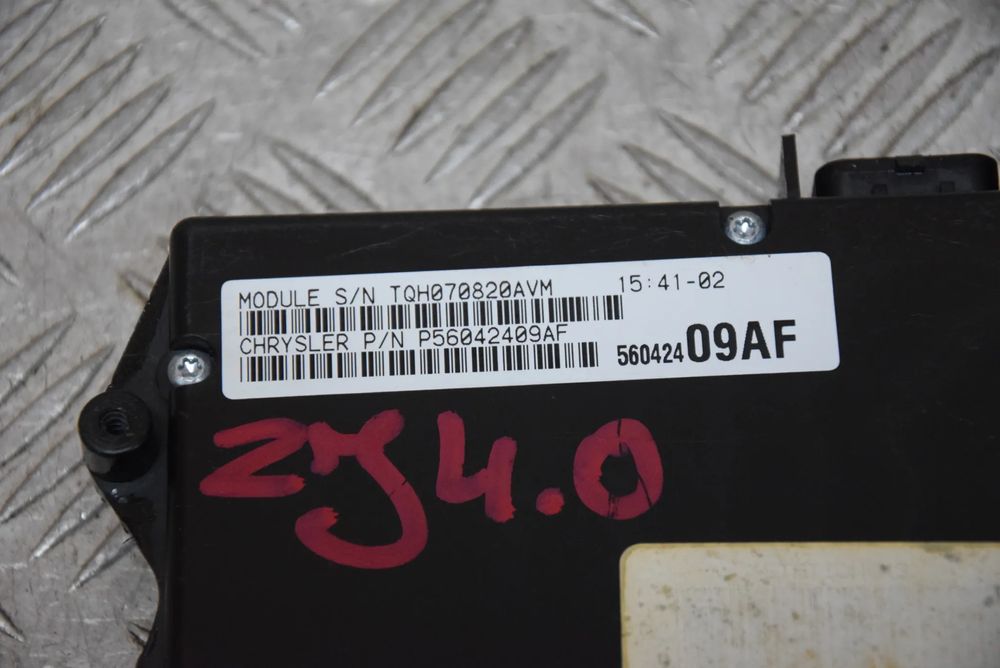 MODULE S/N TQH070820AVM 15:41-02
CHRYSLER P/N P56042409AF
56042409AF
ZJ4.0